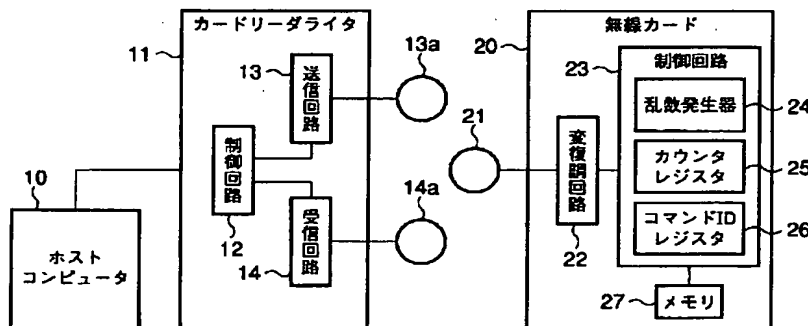 カードリーダライタ
11
13
送信回路
13a
制御回路
12
14
受信回路
14a
10
ホスト
コンピュータ
無線カード
20
21
変復調回路
22
23
制御回路
乱数発生器
24
カウンタ
レジスタ
25
コマンドID
レジスタ
26
27
メモリ